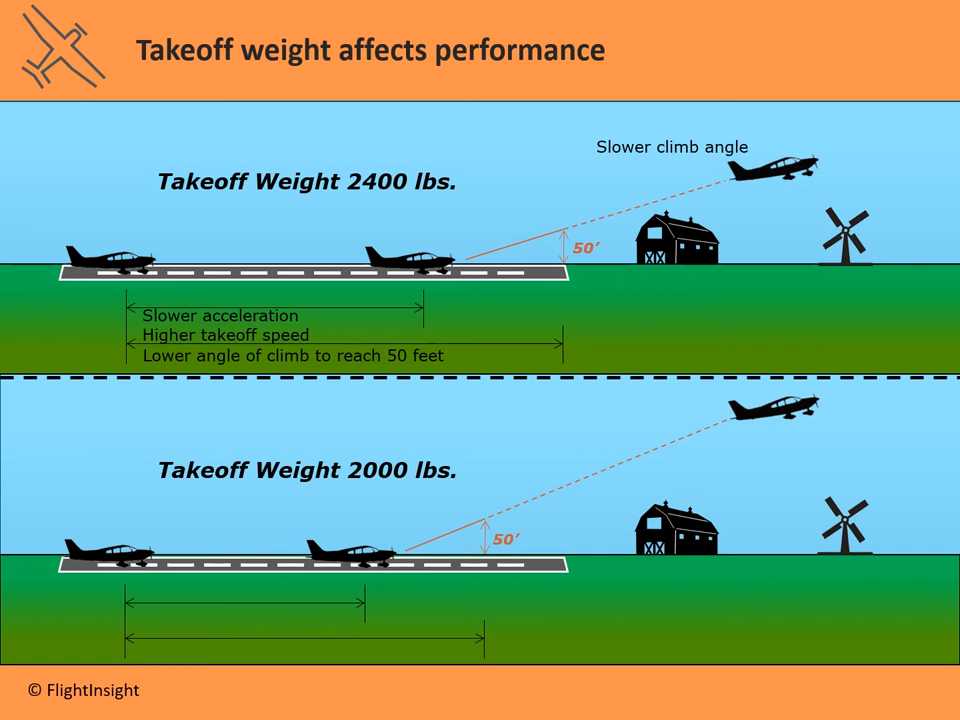 Takeoff weight affects performance
Slower climb angle
Takeoff Weight 2400 lbs.
50′
Slower acceleration
Higher takeoff speed
Lower angle of climb to reach 50 feet
Takeoff Weight 2000 lbs.
50′
© FlightInsight